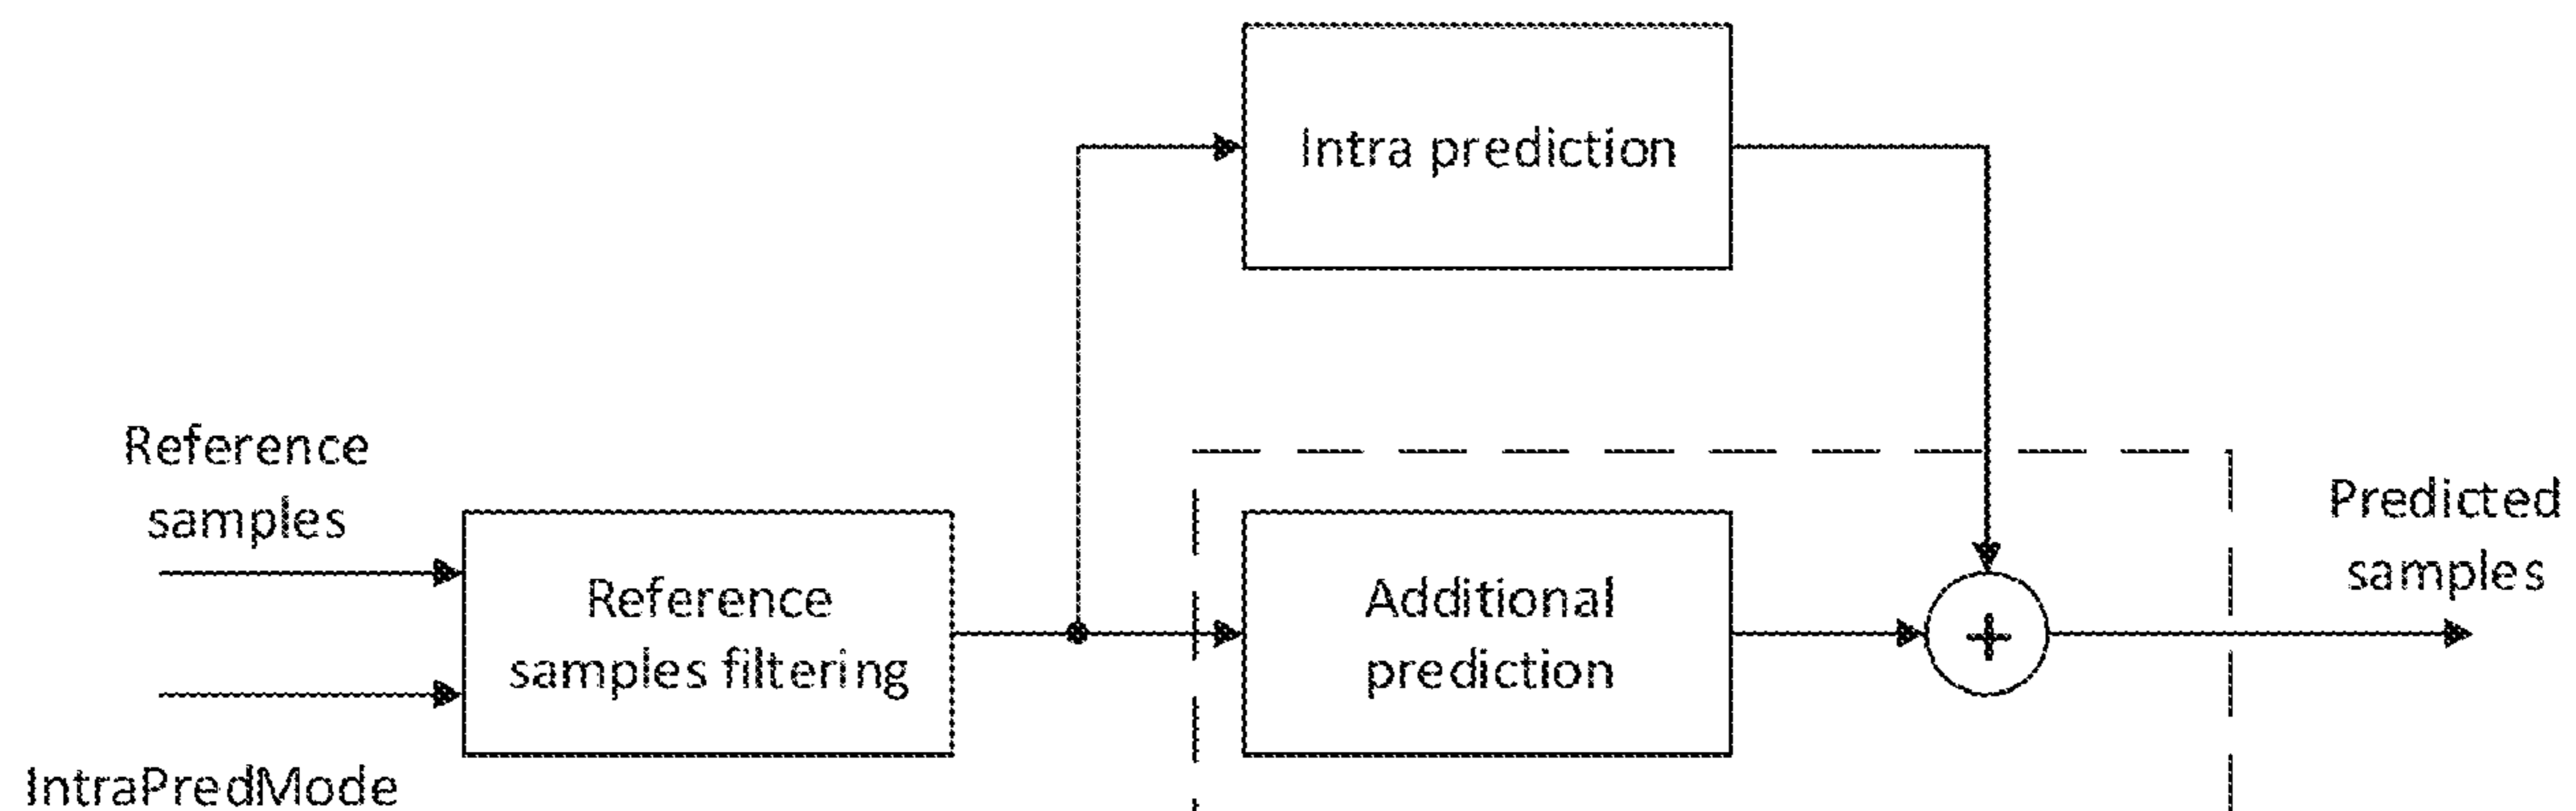 Intra prediction
Reference
samples
Predicted
samples
Reference
samples filtering
Additional
prediction
+
IntraPredMode